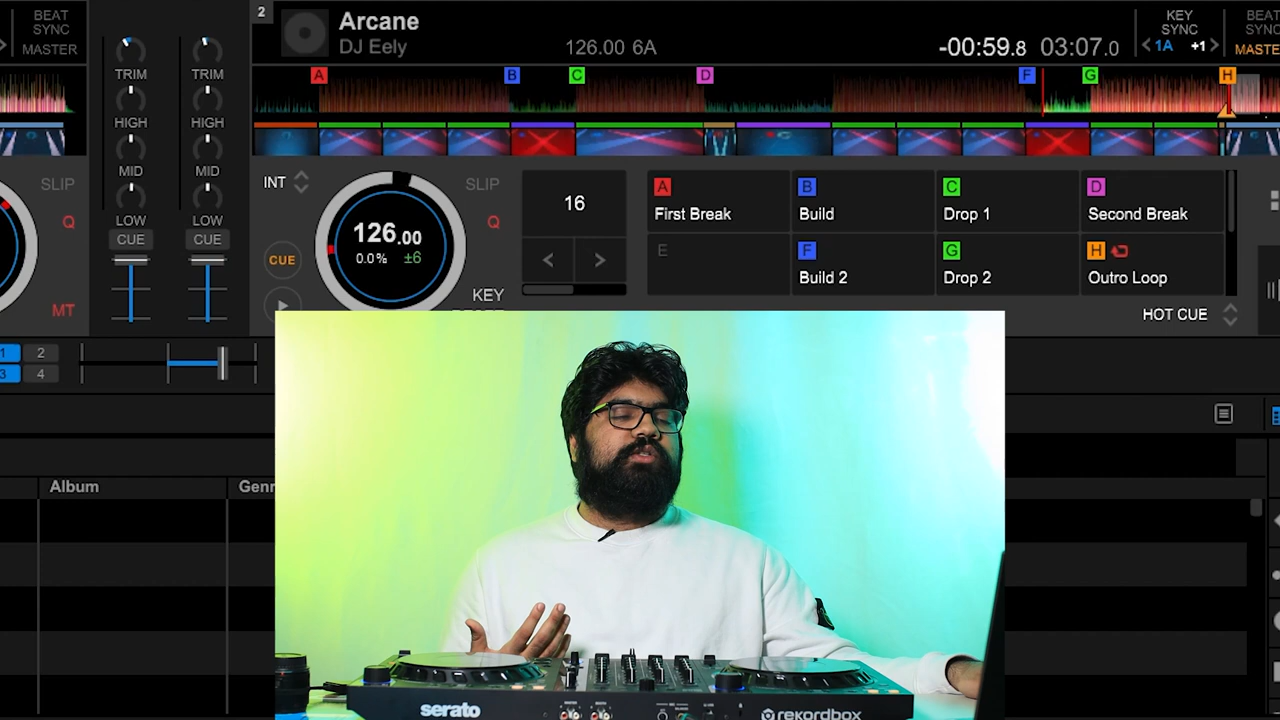 BEAT
SYNC
MASTER
2
Arcane
DJ Eely
126.00 6A
-00:59.8 03:07.0
KEY
SYNC
1A +1
BEAT
SYNC
MASTE
TRIM
HIGH
MID
LOW
CUE
TRIM
HIGH
MID
LOW
CUE
A
B
C
D
F
G
H
SLIP
Q
MT
INT
CUE
126.00
0.0% ±6
SLIP
Q
KEY
16
A
First Break
B
Build
C
Drop 1
D
Second Break
E
F
Build 2
G
Drop 2
H
Outro Loop
HOT CUE
1 2
3 4
Album
Genr
serato
rekordbox